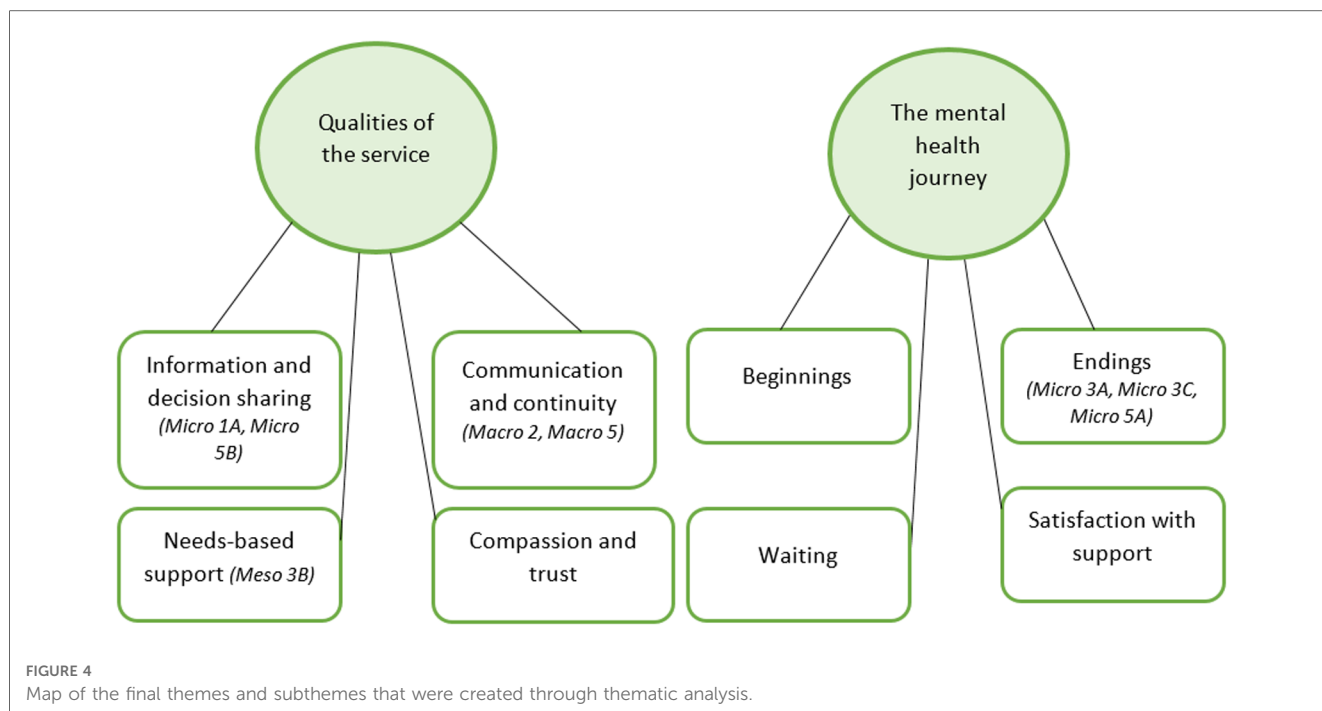 Qualities of
the service
The mental
health
journey
Information and
decision sharing
(Micro 1A, Micro
5B)
Communication
and continuity
(Macro 2, Macro 5)
Beginnings
Endings
(Micro 3A, Micro 3C,
Micro 5A)
Needs-based
support (Meso 3B)
Compassion and
trust
Waiting
Satisfaction with
support
FIGURE 4
Map of the final themes and subthemes that were created through thematic analysis.